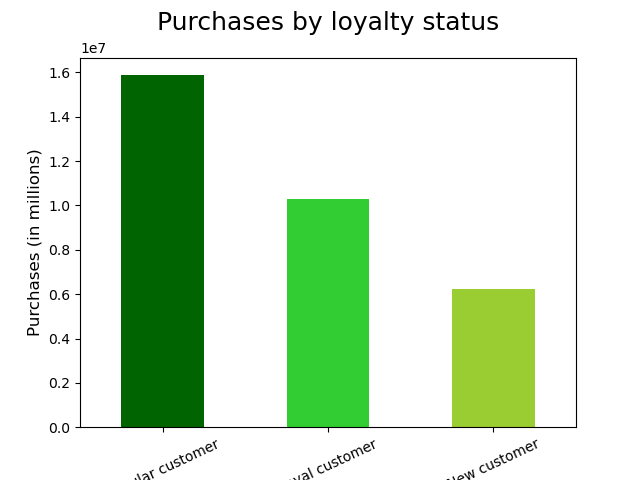 Purchases by loyalty status
1e7
Purchases (in millions)
1.6
1.4
1.2
1.0
0.8
0.6
0.4
0.2
0.0
customer
customer
New customer